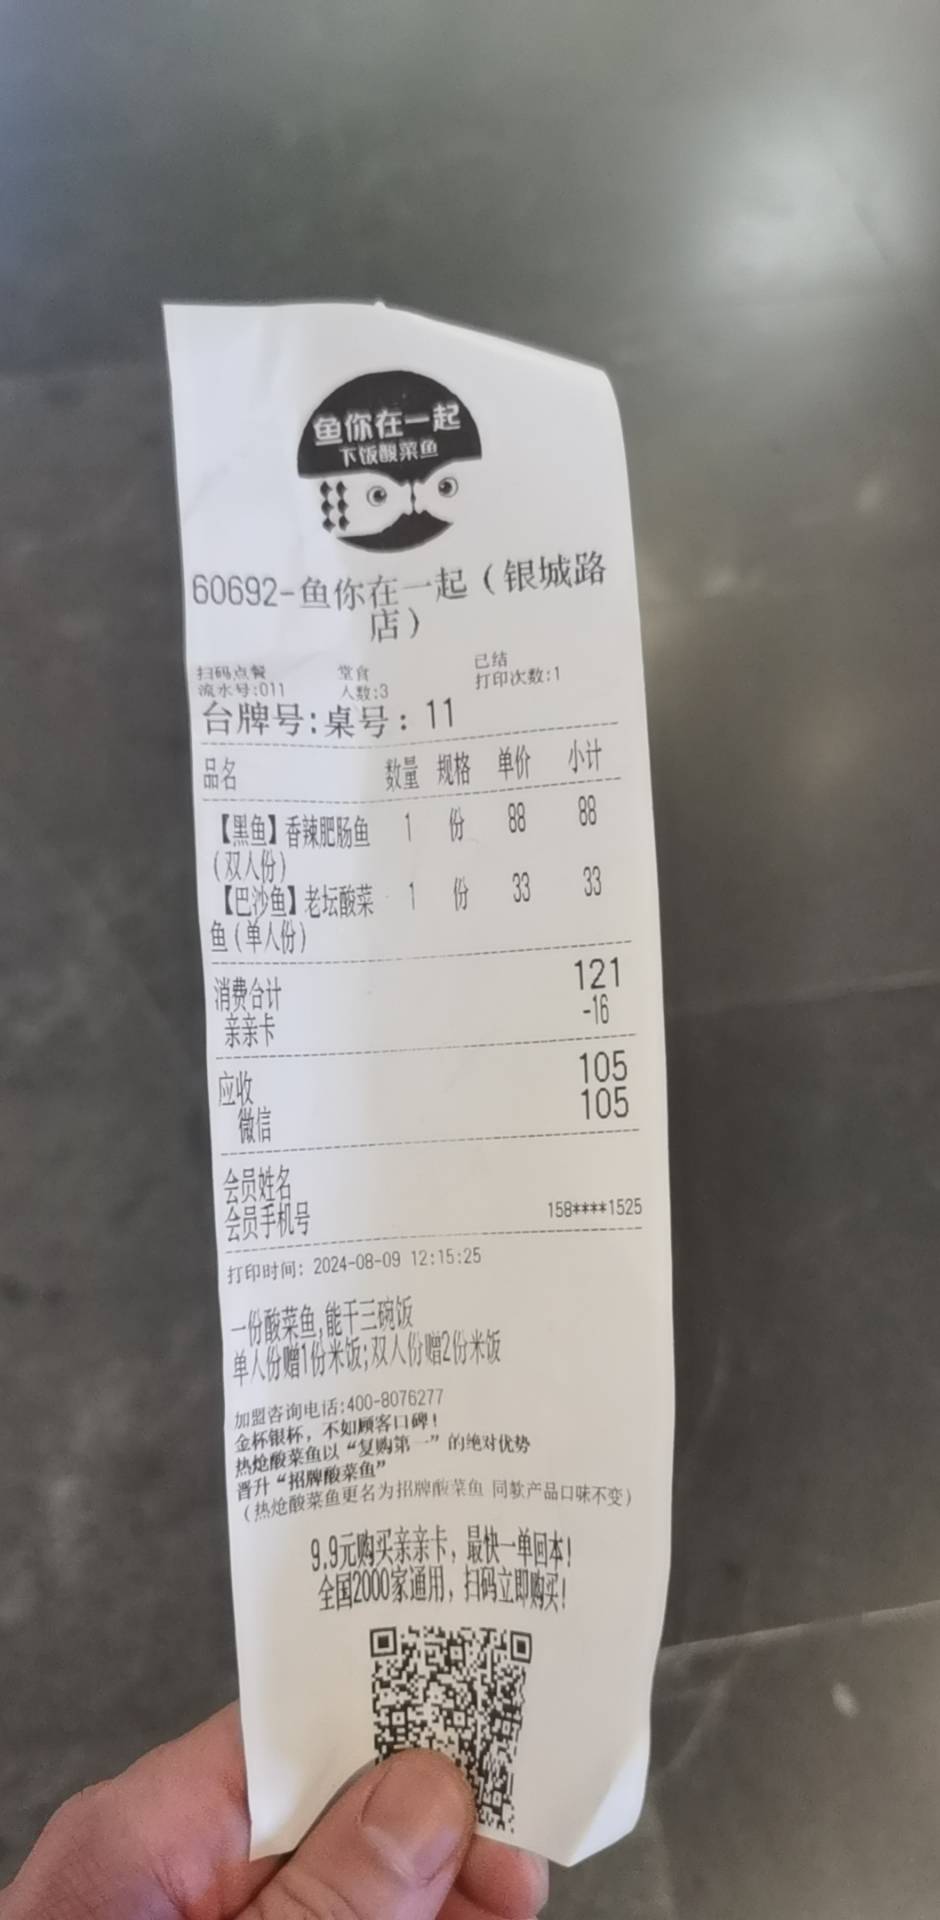 鱼你在一起
下饭酸菜鱼
60692-鱼你在一起（银城路
店）
扫码点餐 堂食 已结
流水号:011 人数:3 打印次数:1
台牌号:桌号：11
品名 数量 规格 单价 小计
【黑鱼】香辣肥肠鱼 1 份 88 88
(双人份)
【巴沙鱼】老坛酸菜 1 份 33 33
鱼(单人份)
消费合计 121
亲亲卡 -16
应收 105
微信 105
会员姓名
会员手机号 158****1525
打印时间: 2024-08-09 12:15:25
一份酸菜鱼,能干三碗饭
单人份赠1份米饭;双人份赠2份米饭
加盟咨询电话:400-8076277
金杯银杯，不如顾客口碑！
热炝酸菜鱼以“复购第一”的绝对优势
晋升“招牌酸菜鱼”
（热炝酸菜鱼更名为招牌酸菜鱼 同款产品口味不变）
9.9元购买亲亲卡，最快一单回本！
全国2000家通用，扫码立即购买！